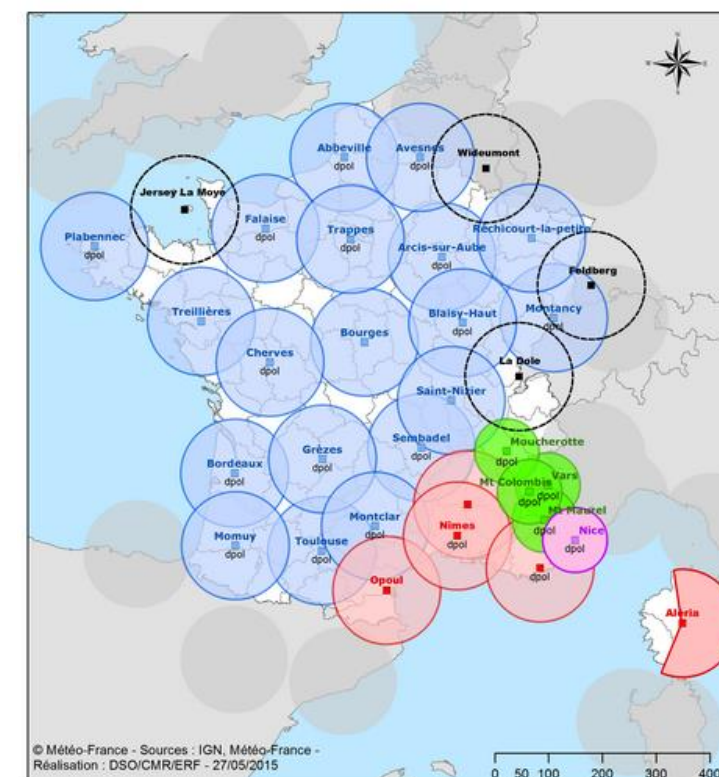 Abbeville
dpol
Avesnes
dpol
Wideumont
Jersey La Moye
Plabennec
dpol
Falaise
dpol
Trappes
dpol
Arcis-sur-Aube
dpol
Réchicourt-la-petite
Feldberg
Treillières
Cherves
dpol
Bourges
Blaisy-Haut
dpol
Montancy
dpol
La Dole
Saint-Nizier
Bordeaux
dpol
Grèzes
dpol
Sembadel
dpol
Moucherotte
dpol
Mt Colombis
dpol
Vars
dpol
Mt Maurel
dpol
Nice
dpol
Momuy
dpol
Toulouse
dpol
Montclar
dpol
Nîmes
dpol
dpol
Opoul
Aléria
© Météo-France - Sources : IGN, Météo-France -
Réalisation : DSO/CMR/ERF - 27/05/2015
0 50 100 200 300